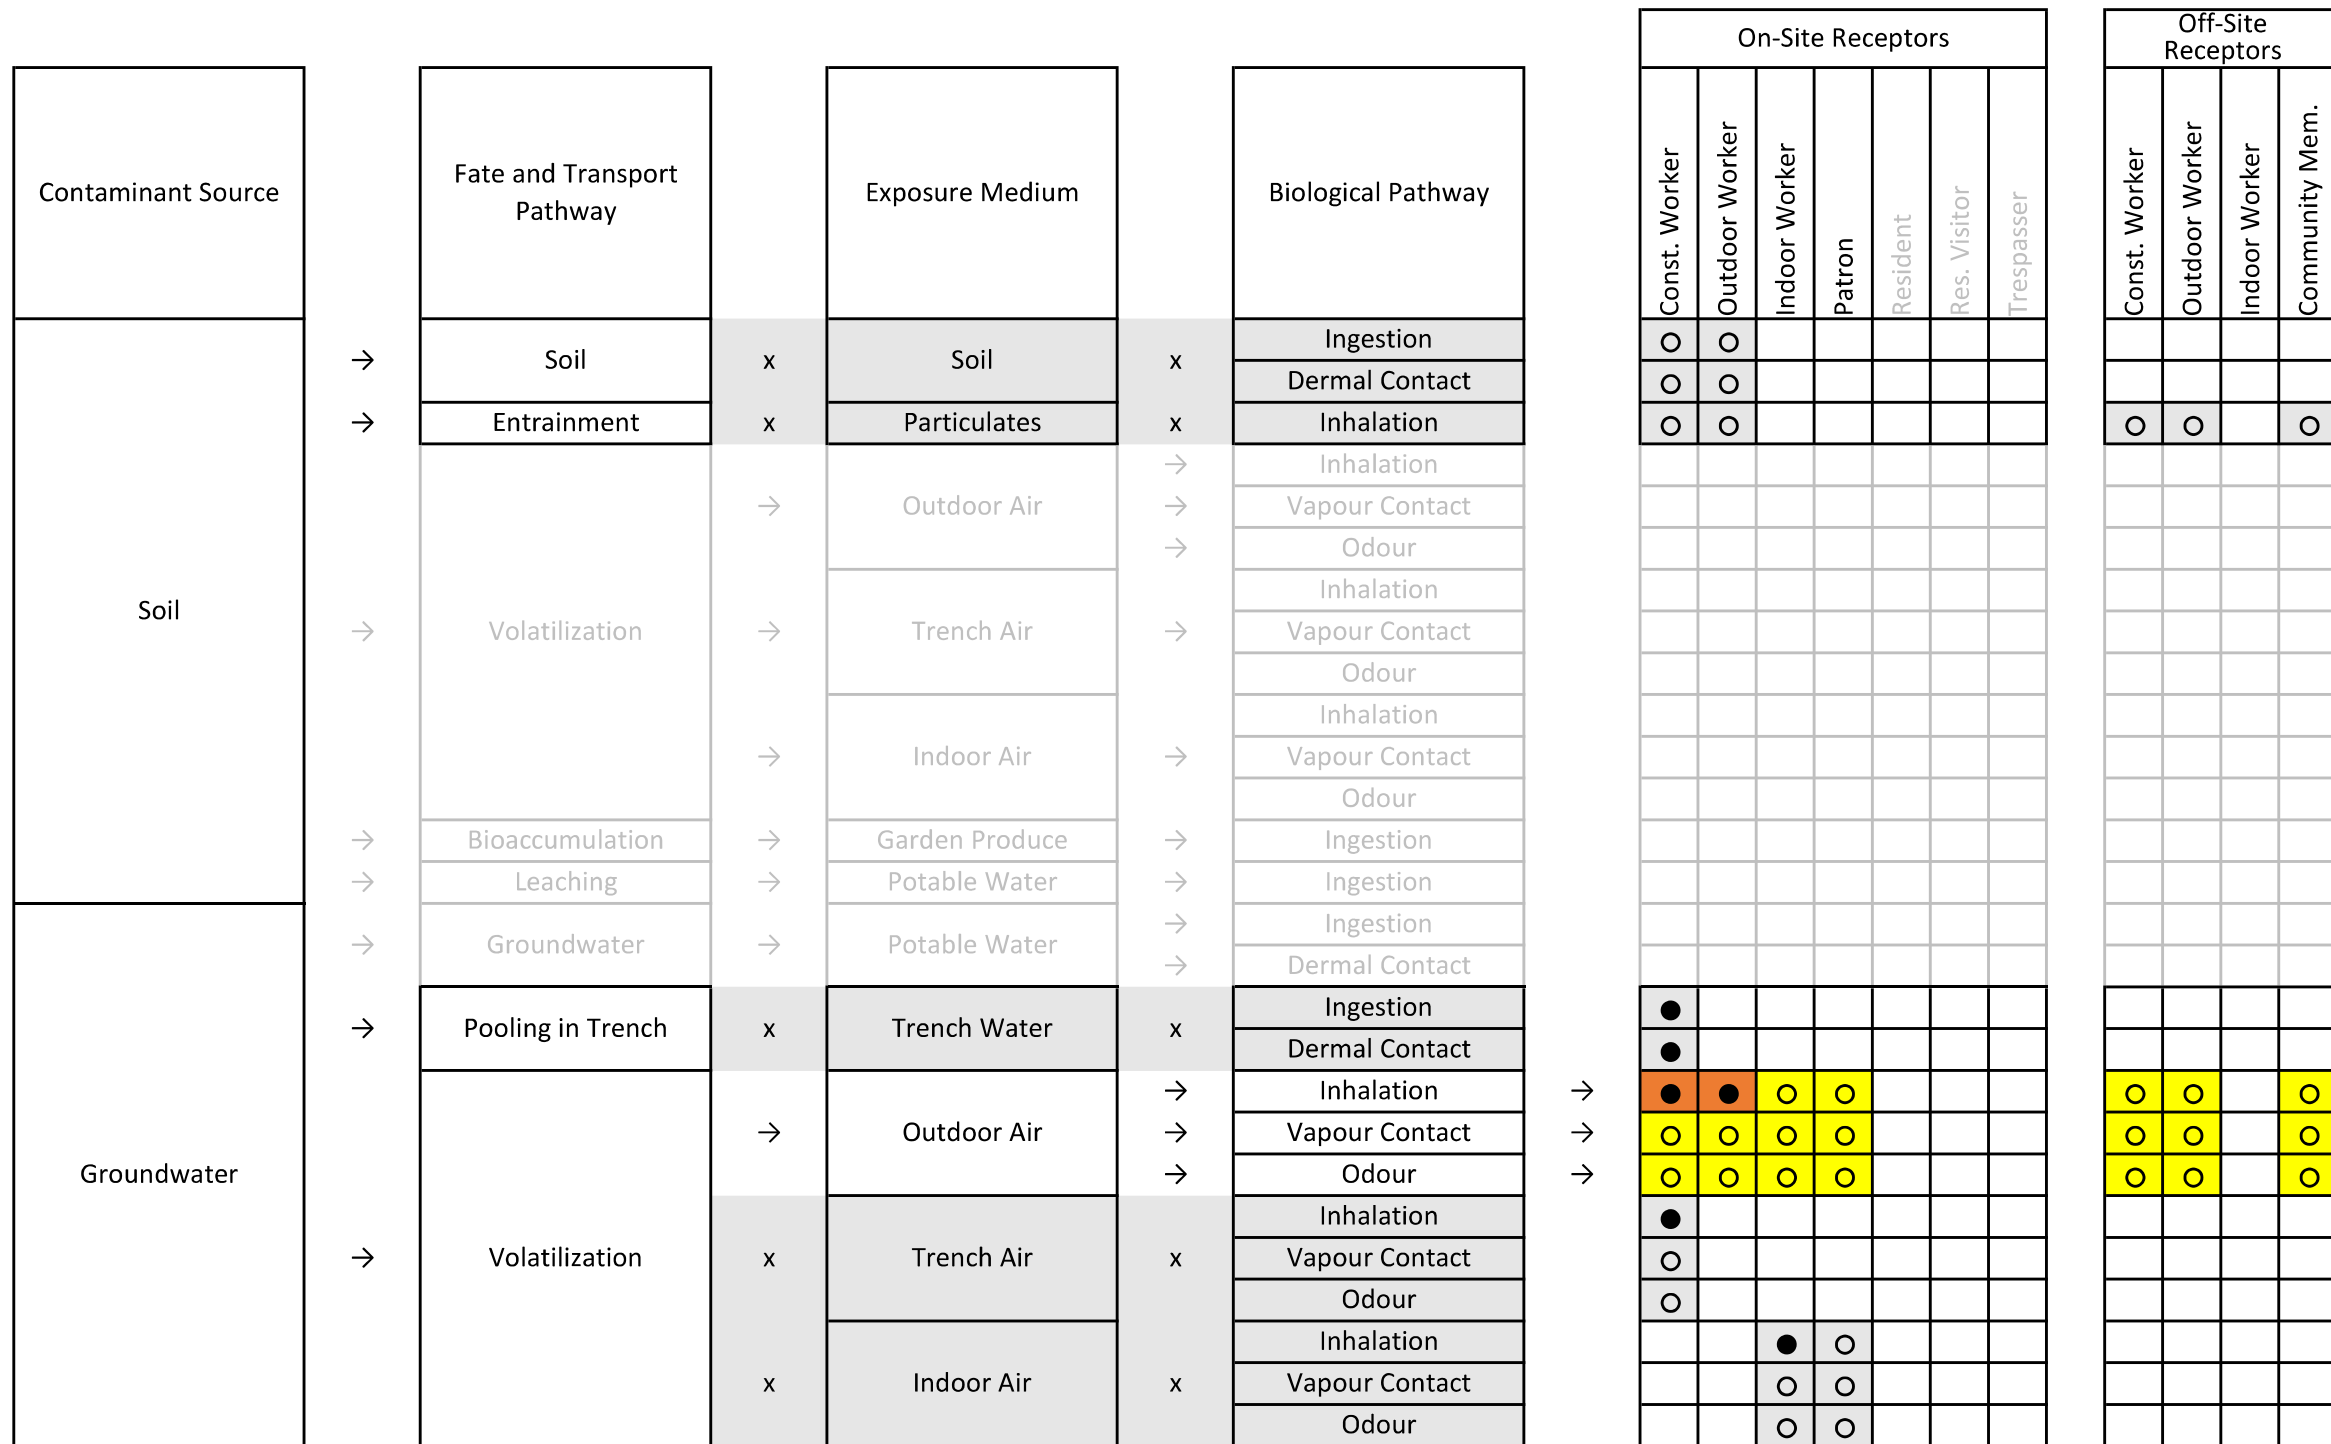 On-Site Receptors
Off-Site
Receptors
Contaminant Source
Fate and Transport
Pathway
Exposure Medium
Biological Pathway
Const. Worker
Outdoor Worker
Indoor Worker
Patron
Resident
Res. Visitor
Trespasser
Const. Worker
Outdoor Worker
Indoor Worker
Community Mem.
Soil
→ Soil x Soil x Ingestion ○ ○
Dermal Contact ○ ○
→ Entrainment x Particulates x Inhalation ○ ○ ○ ○ ○
→ Volatilization
→ Outdoor Air
→ Inhalation
→ Vapour Contact
→ Odour
→ Trench Air →
Inhalation
Vapour Contact
Odour
→ Indoor Air →
Inhalation
Vapour Contact
Odour
→ Bioaccumulation → Garden Produce → Ingestion
→ Leaching → Potable Water → Ingestion
Groundwater
→ Groundwater → Potable Water
→ Ingestion
→ Dermal Contact
→ Pooling in Trench x Trench Water x
Ingestion ●
Dermal Contact ●
→ Volatilization
→ Outdoor Air
→ Inhalation → ● ● ○ ○ ○ ○ ○
→ Vapour Contact → ○ ○ ○ ○ ○ ○ ○
→ Odour → ○ ○ ○ ○ ○ ○ ○
x Trench Air x
Inhalation ●
Vapour Contact ○
Odour ○
x Indoor Air x
Inhalation ● ○
Vapour Contact ○ ○
Odour ○ ○